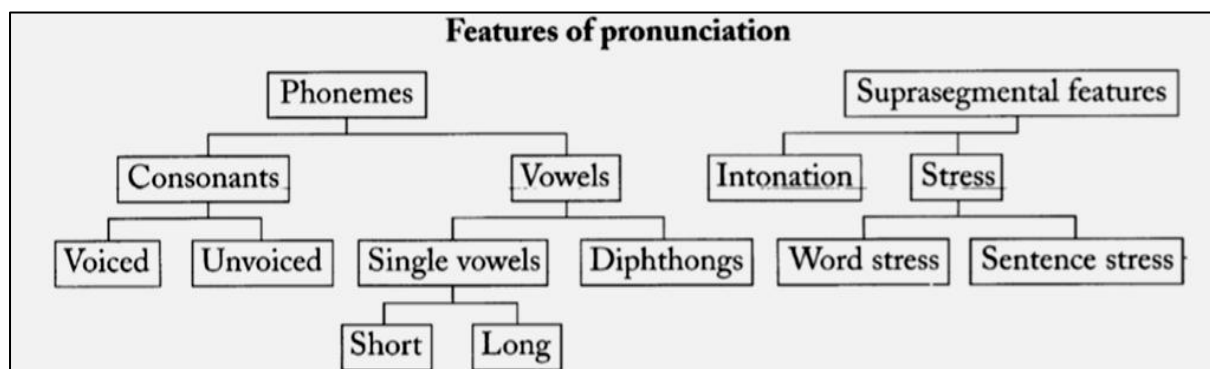 Features of pronunciation
Phonemes
Suprasegmental features
Consonants
Vowels
Intonation
Stress
Voiced
Unvoiced
Single vowels
Diphthongs
Word stress
Sentence stress
Short
Long